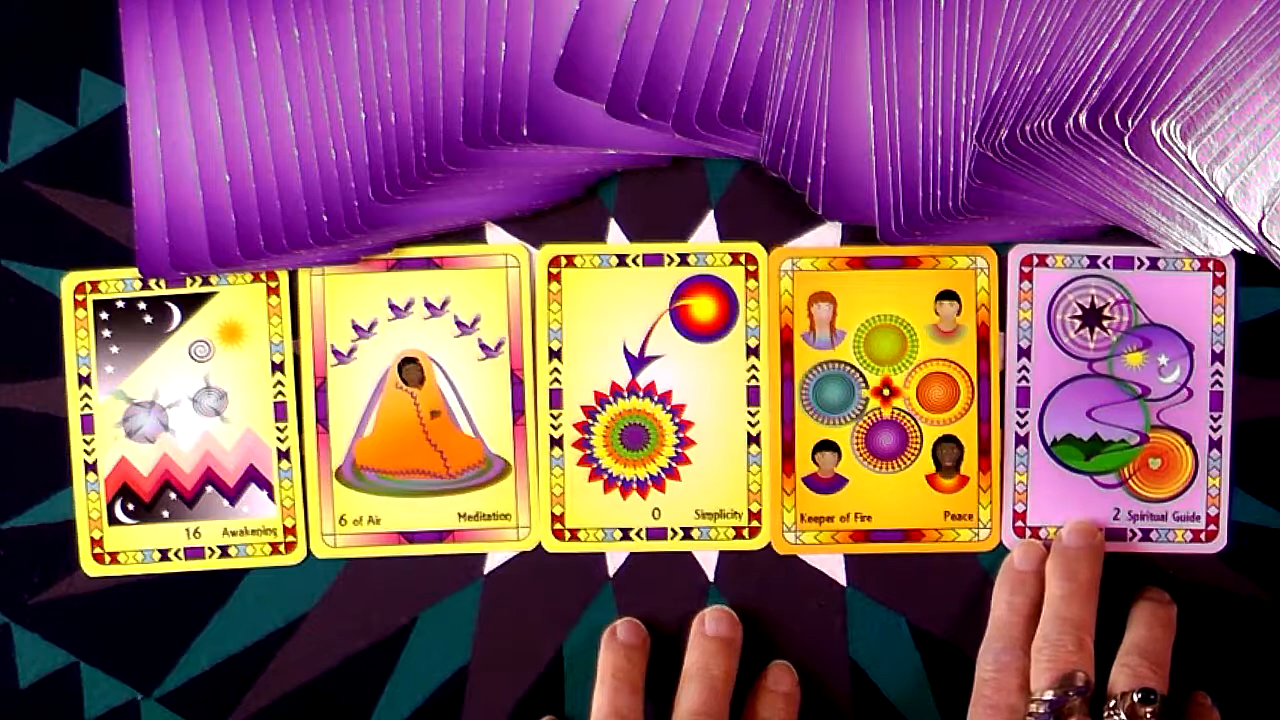 16 Awakening
6 of Air Meditation
0 Simplicity
Keeper of Fire Peace
2 Spiritual Guide